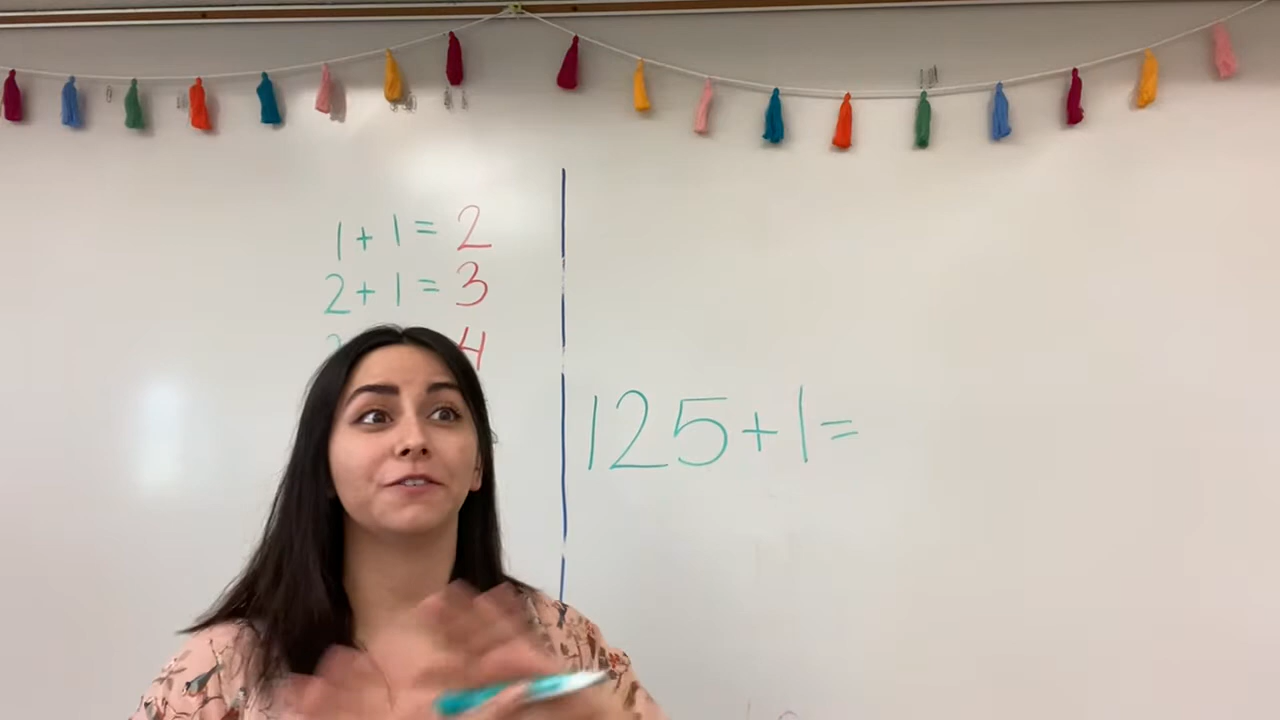 1 + 1 = 2
2 + 1 = 3
4
125 + 1 =